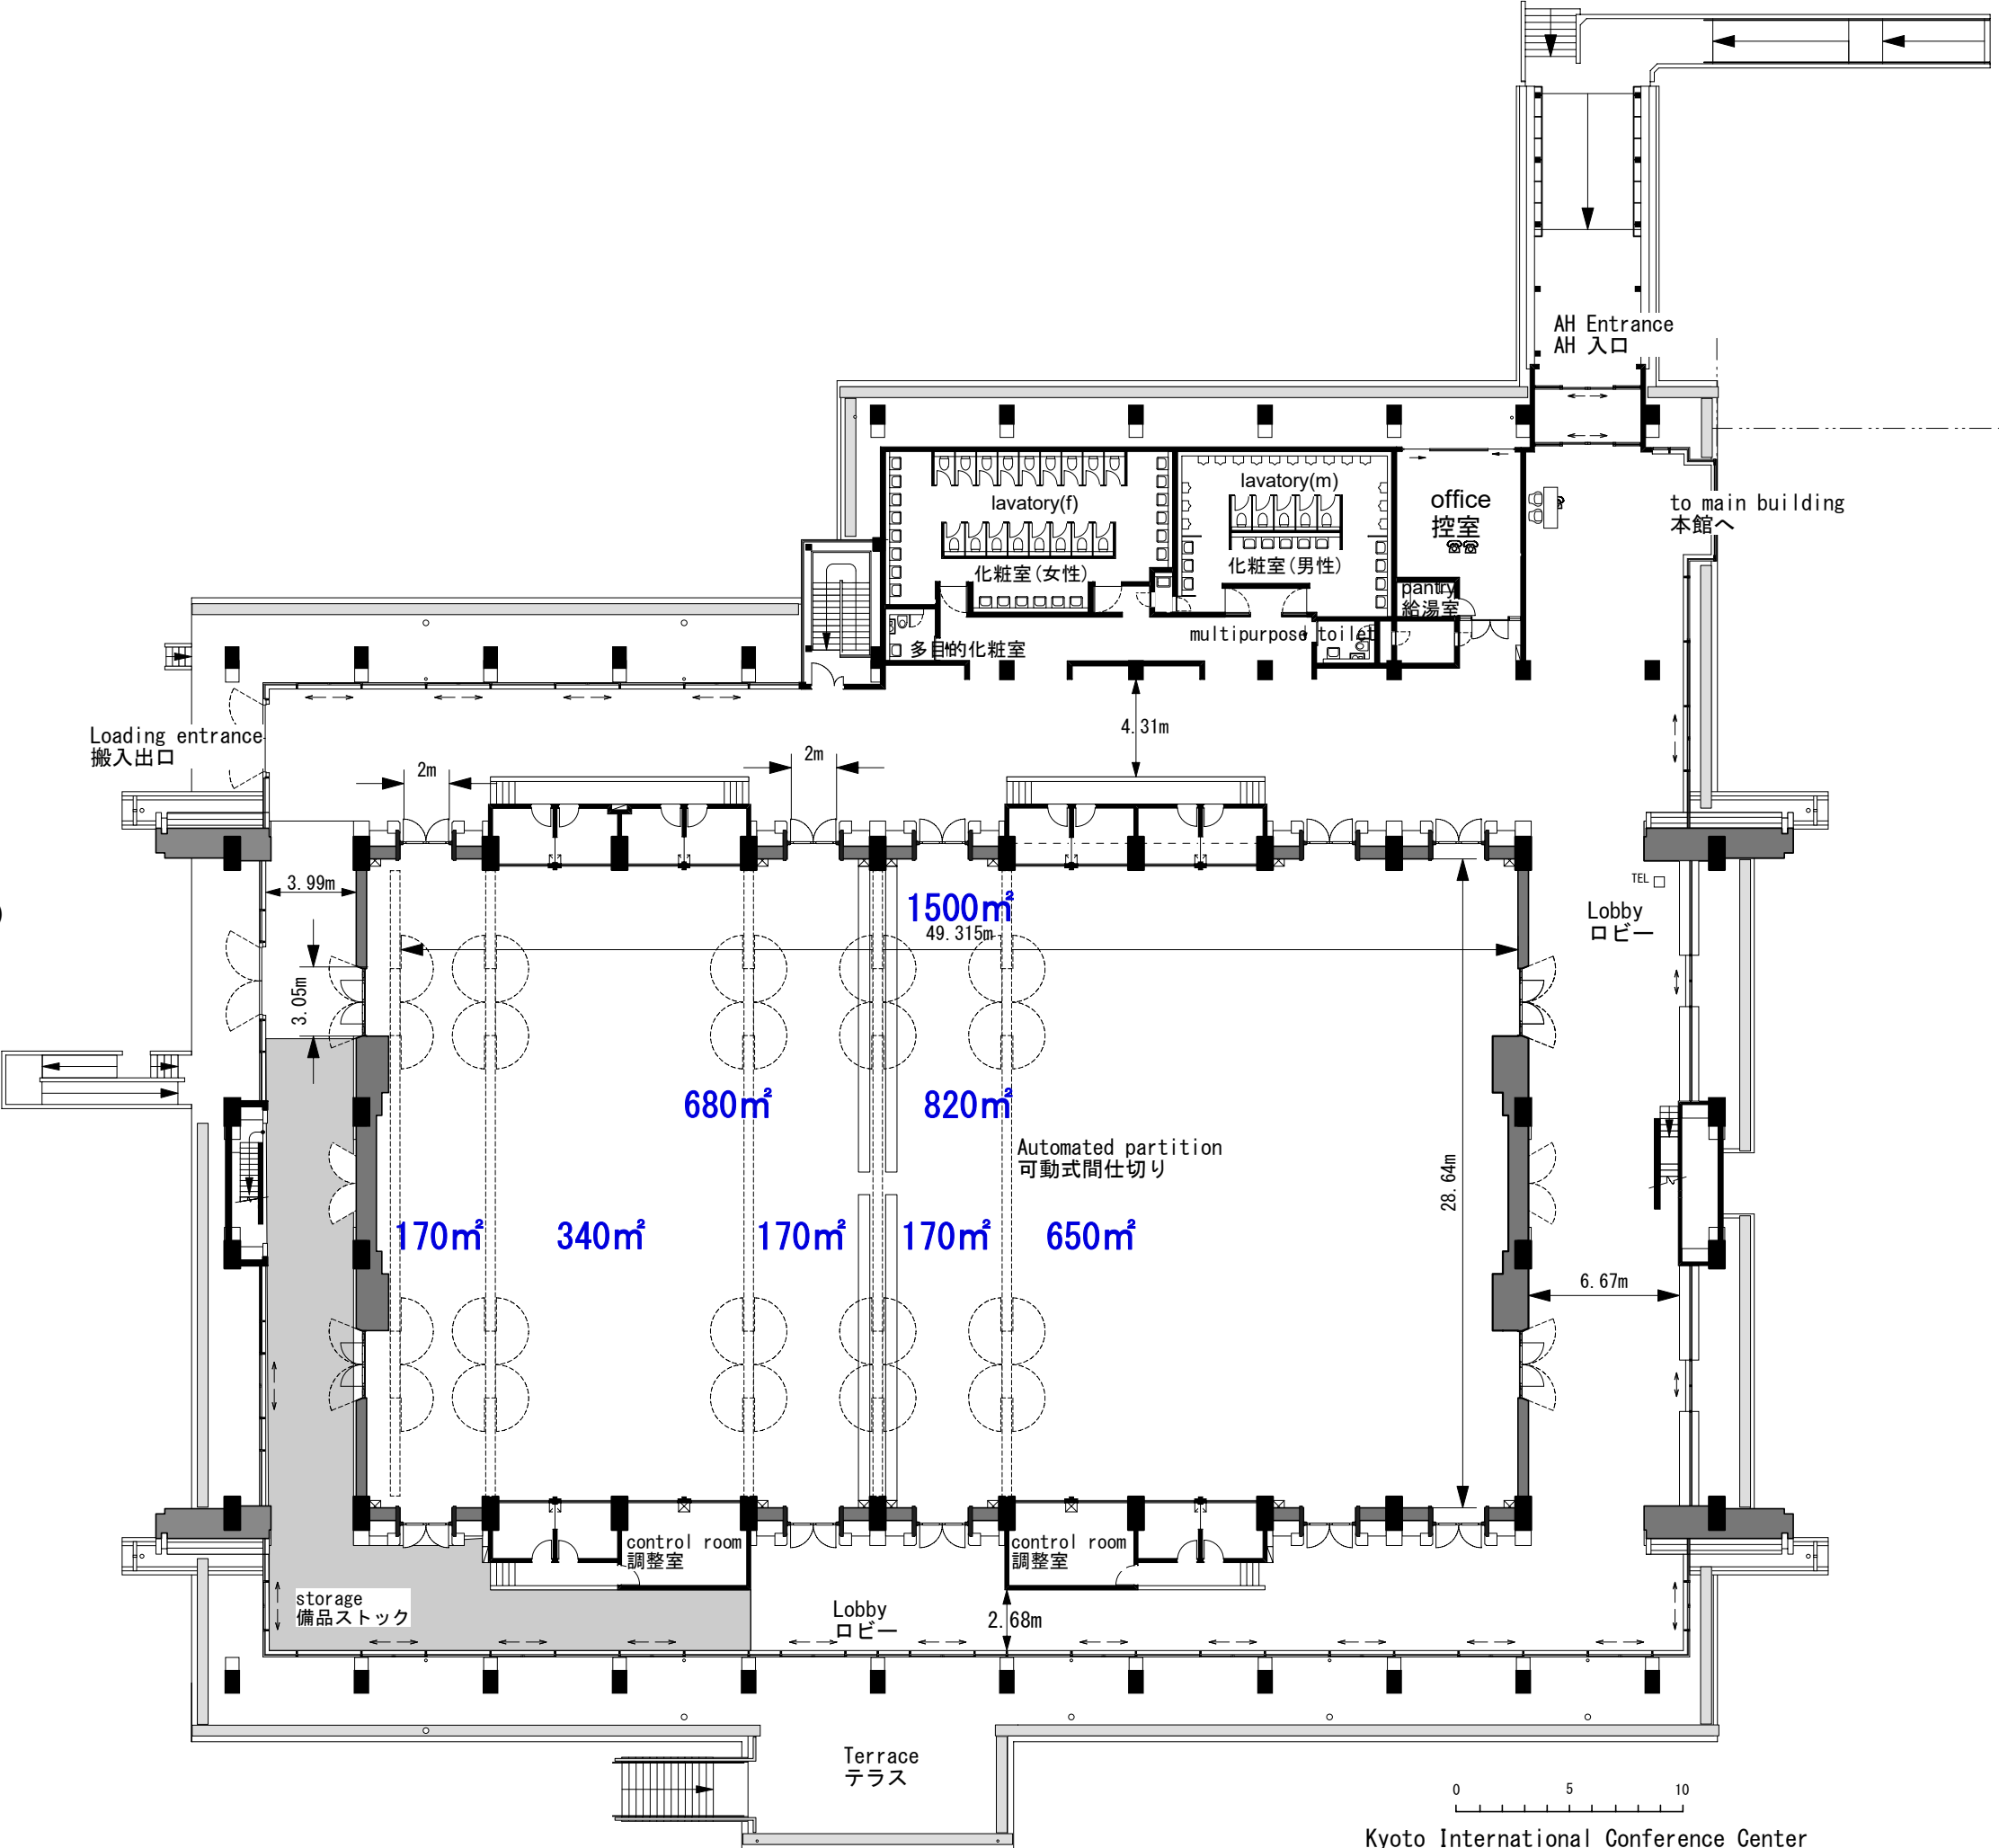 AH Entrance
AH 入口
lavatory(f)
化粧室(女性)
lavatory(m)
化粧室(男性)
office
控室
to main building
本館へ
pantry
給湯室
multipurpose toilet
多目的化粧室
Loading entrance
搬入出口
4.31m
2m
2m
3.99m
3.05m
1500㎡
49.315m
TEL
Lobby
ロビー
680㎡
820㎡
Automated partition
可動式間仕切り
28.64m
170㎡
340㎡
170㎡
170㎡
650㎡
6.67m
control room
調整室
control room
調整室
storage
備品ストック
Lobby
ロビー
2.68m
Terrace
テラス
0 5 10
Kyoto International Conference Center